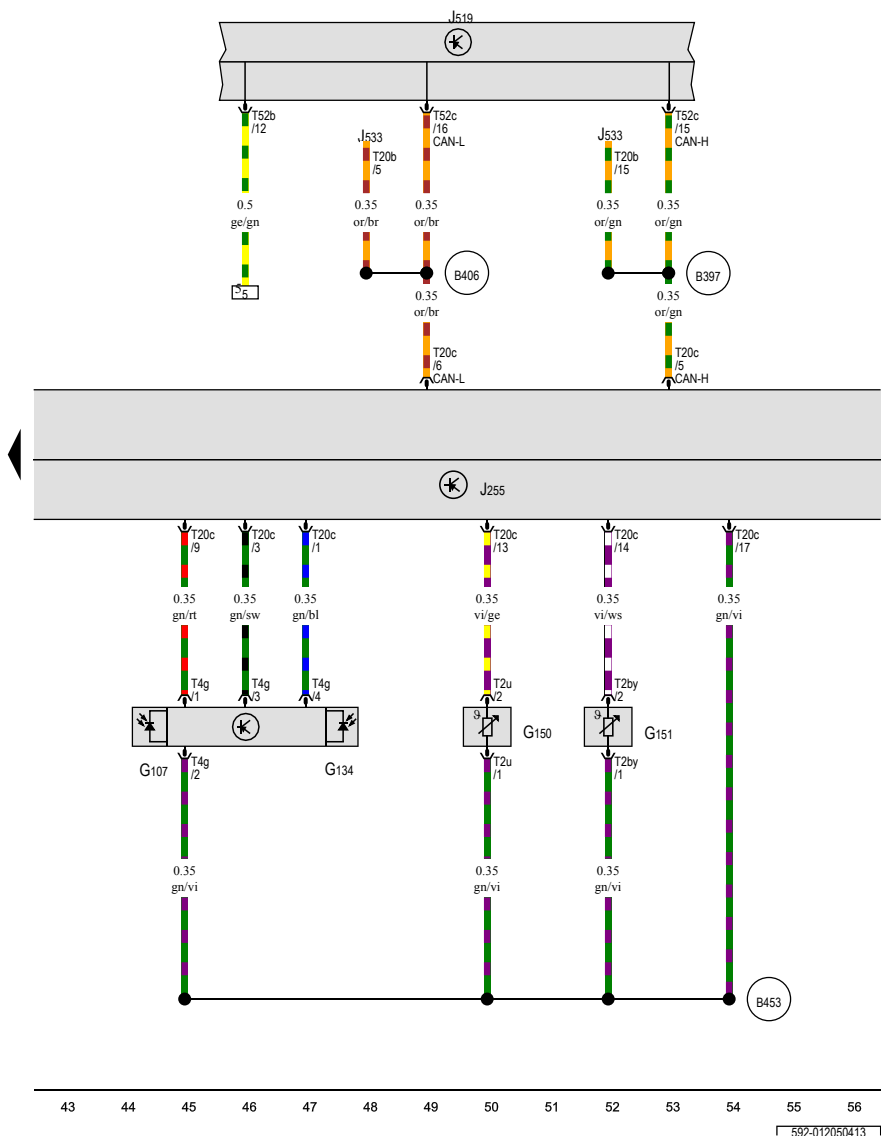 J519
T52b
/12
T52c
/16
CAN-L
T52c
/15
CAN-H
J533
T20b
/5
J533
T20b
/15
0.5
ge/gn
0.35
or/br
0.35
or/br
0.35
or/gn
0.35
or/gn
B406
B397
5.5
0.35
or/br
0.35
or/gn
T20c
/6
CAN-L
T20c
/5
CAN-H
J255
T20c
/9
T20c
/3
T20c
/1
T20c
/13
T20c
/14
T20c
/17
0.35
gn/rt
0.35
gn/sw
0.35
gn/bl
0.35
vi/ge
0.35
vi/ws
0.35
gn/vi
T4g
/1
T4g
/3
T4g
/4
T2u
/2
T2by
/2
ϑ
ϑ
G150
G151
G107
G134
T4g
/2
T2u
/1
T2by
/1
0.35
gn/vi
0.35
gn/vi
0.35
gn/vi
B453
43 44 45 46 47 48 49 50 51 52 53 54 55 56
592-012050413